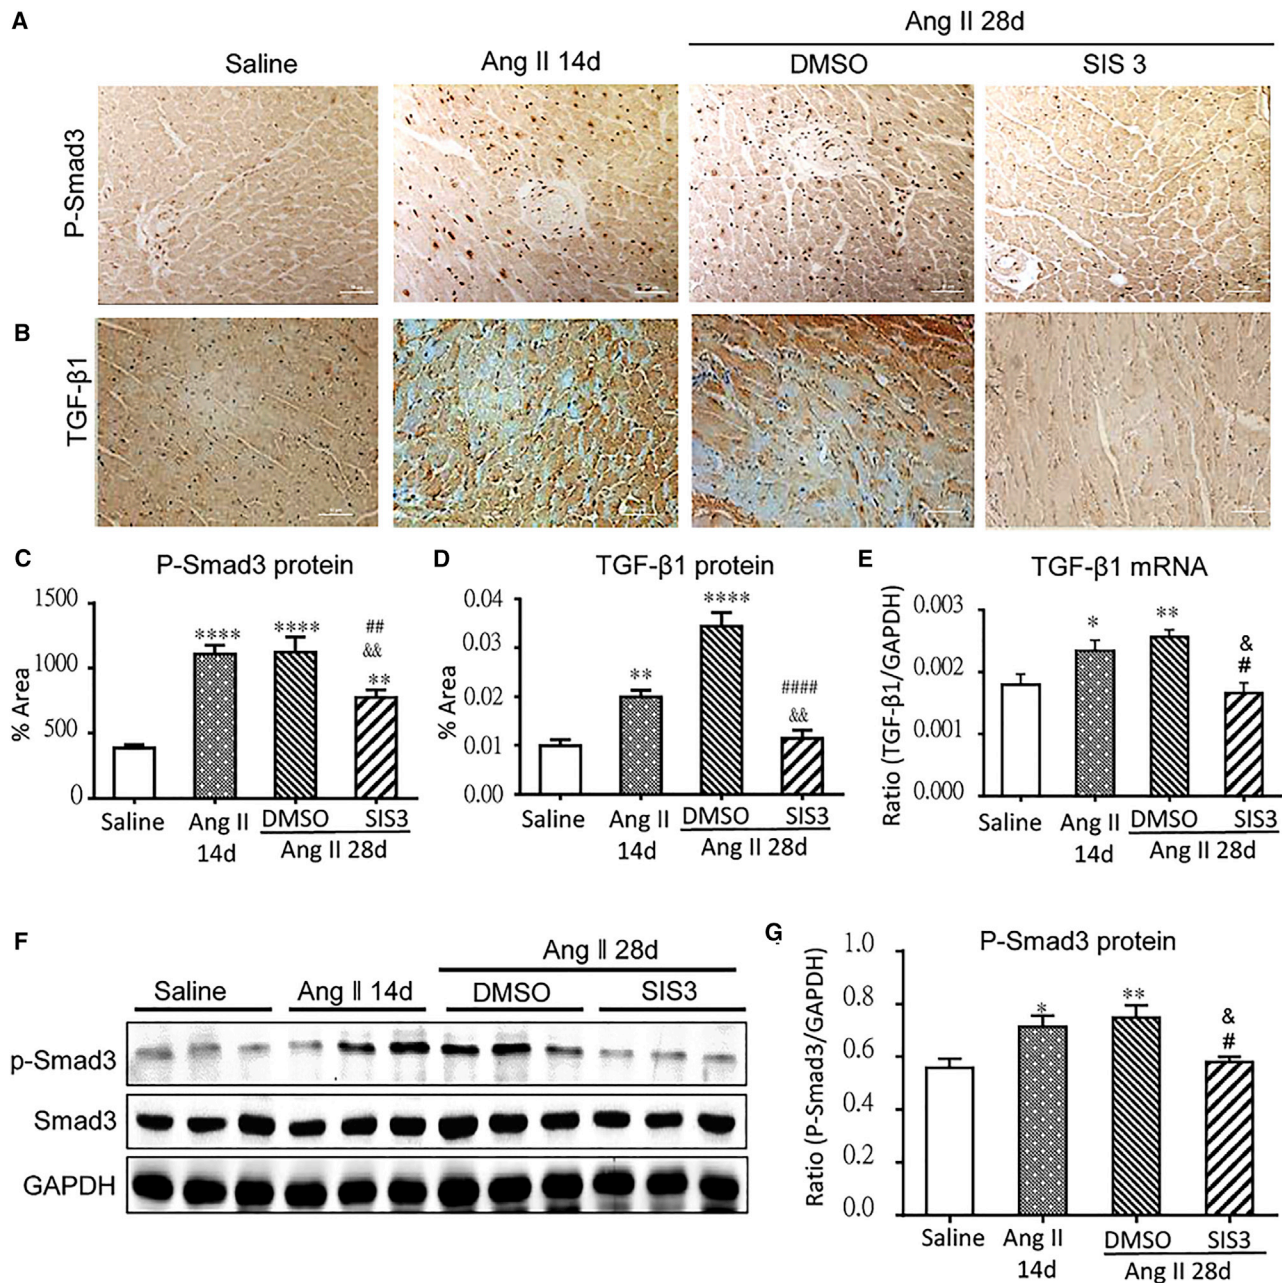 A
Ang II 28d
Saline
Ang II 14d
DMSO
SIS 3
P-Smad3
B
TGF-β1
C
P-Smad3 protein
% Area
1500
1000
500
0
****
****
##
&&
**
Saline
Ang II
14d
DMSO
SIS3
Ang II 28d
D
TGF-β1 protein
% Area
0.04
0.03
0.02
0.01
0.00
**
****
####
&&
Saline
Ang II
14d
DMSO
SIS3
Ang II 28d
E
TGF-β1 mRNA
Ratio (TGF-β1/GAPDH)
0.003
0.002
0.001
0.000
*
**
&
#
Saline
Ang II
14d
DMSO
SIS3
Ang II 28d
F
Ang ‖ 28d
Saline
Ang ‖ 14d
DMSO
SIS3
p-Smad3
Smad3
GAPDH
G
P-Smad3 protein
Ratio (P-Smad3/GAPDH)
1.0
0.8
0.6
0.4
0.2
0.0
*
**
&
#
Saline
Ang II
14d
DMSO
SIS3
Ang II 28d